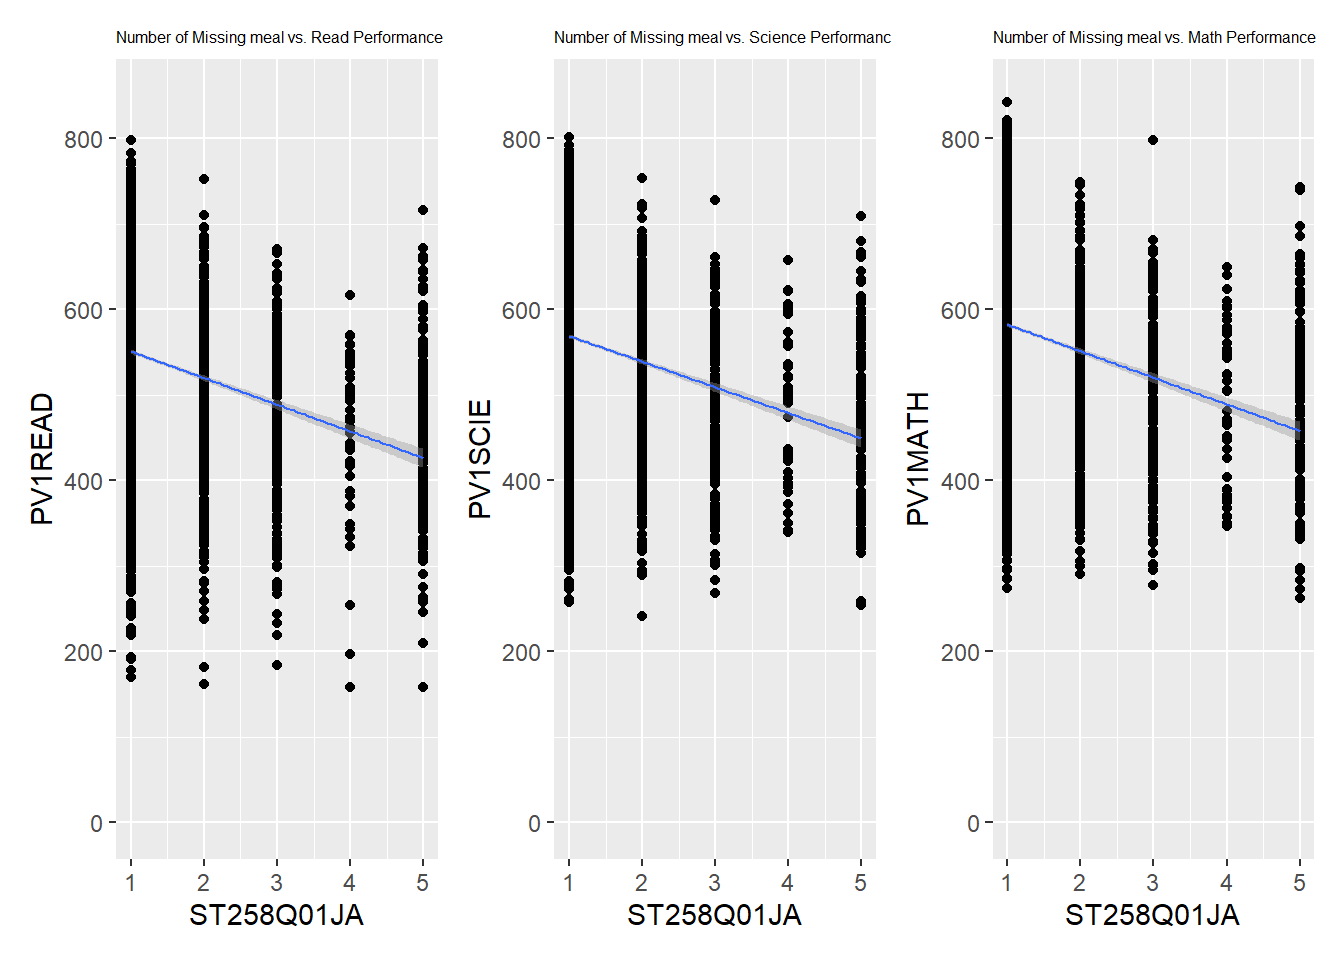 Number of Missing meal vs. Read Performance
800
600
400
200
0
PV1READ
1 2 3 4 5
ST258Q01JA
Number of Missing meal vs. Science Performanc
800
600
400
200
0
PV1SCIE
1 2 3 4 5
ST258Q01JA
Number of Missing meal vs. Math Performance
800
600
400
200
0
PV1MATH
1 2 3 4 5
ST258Q01JA